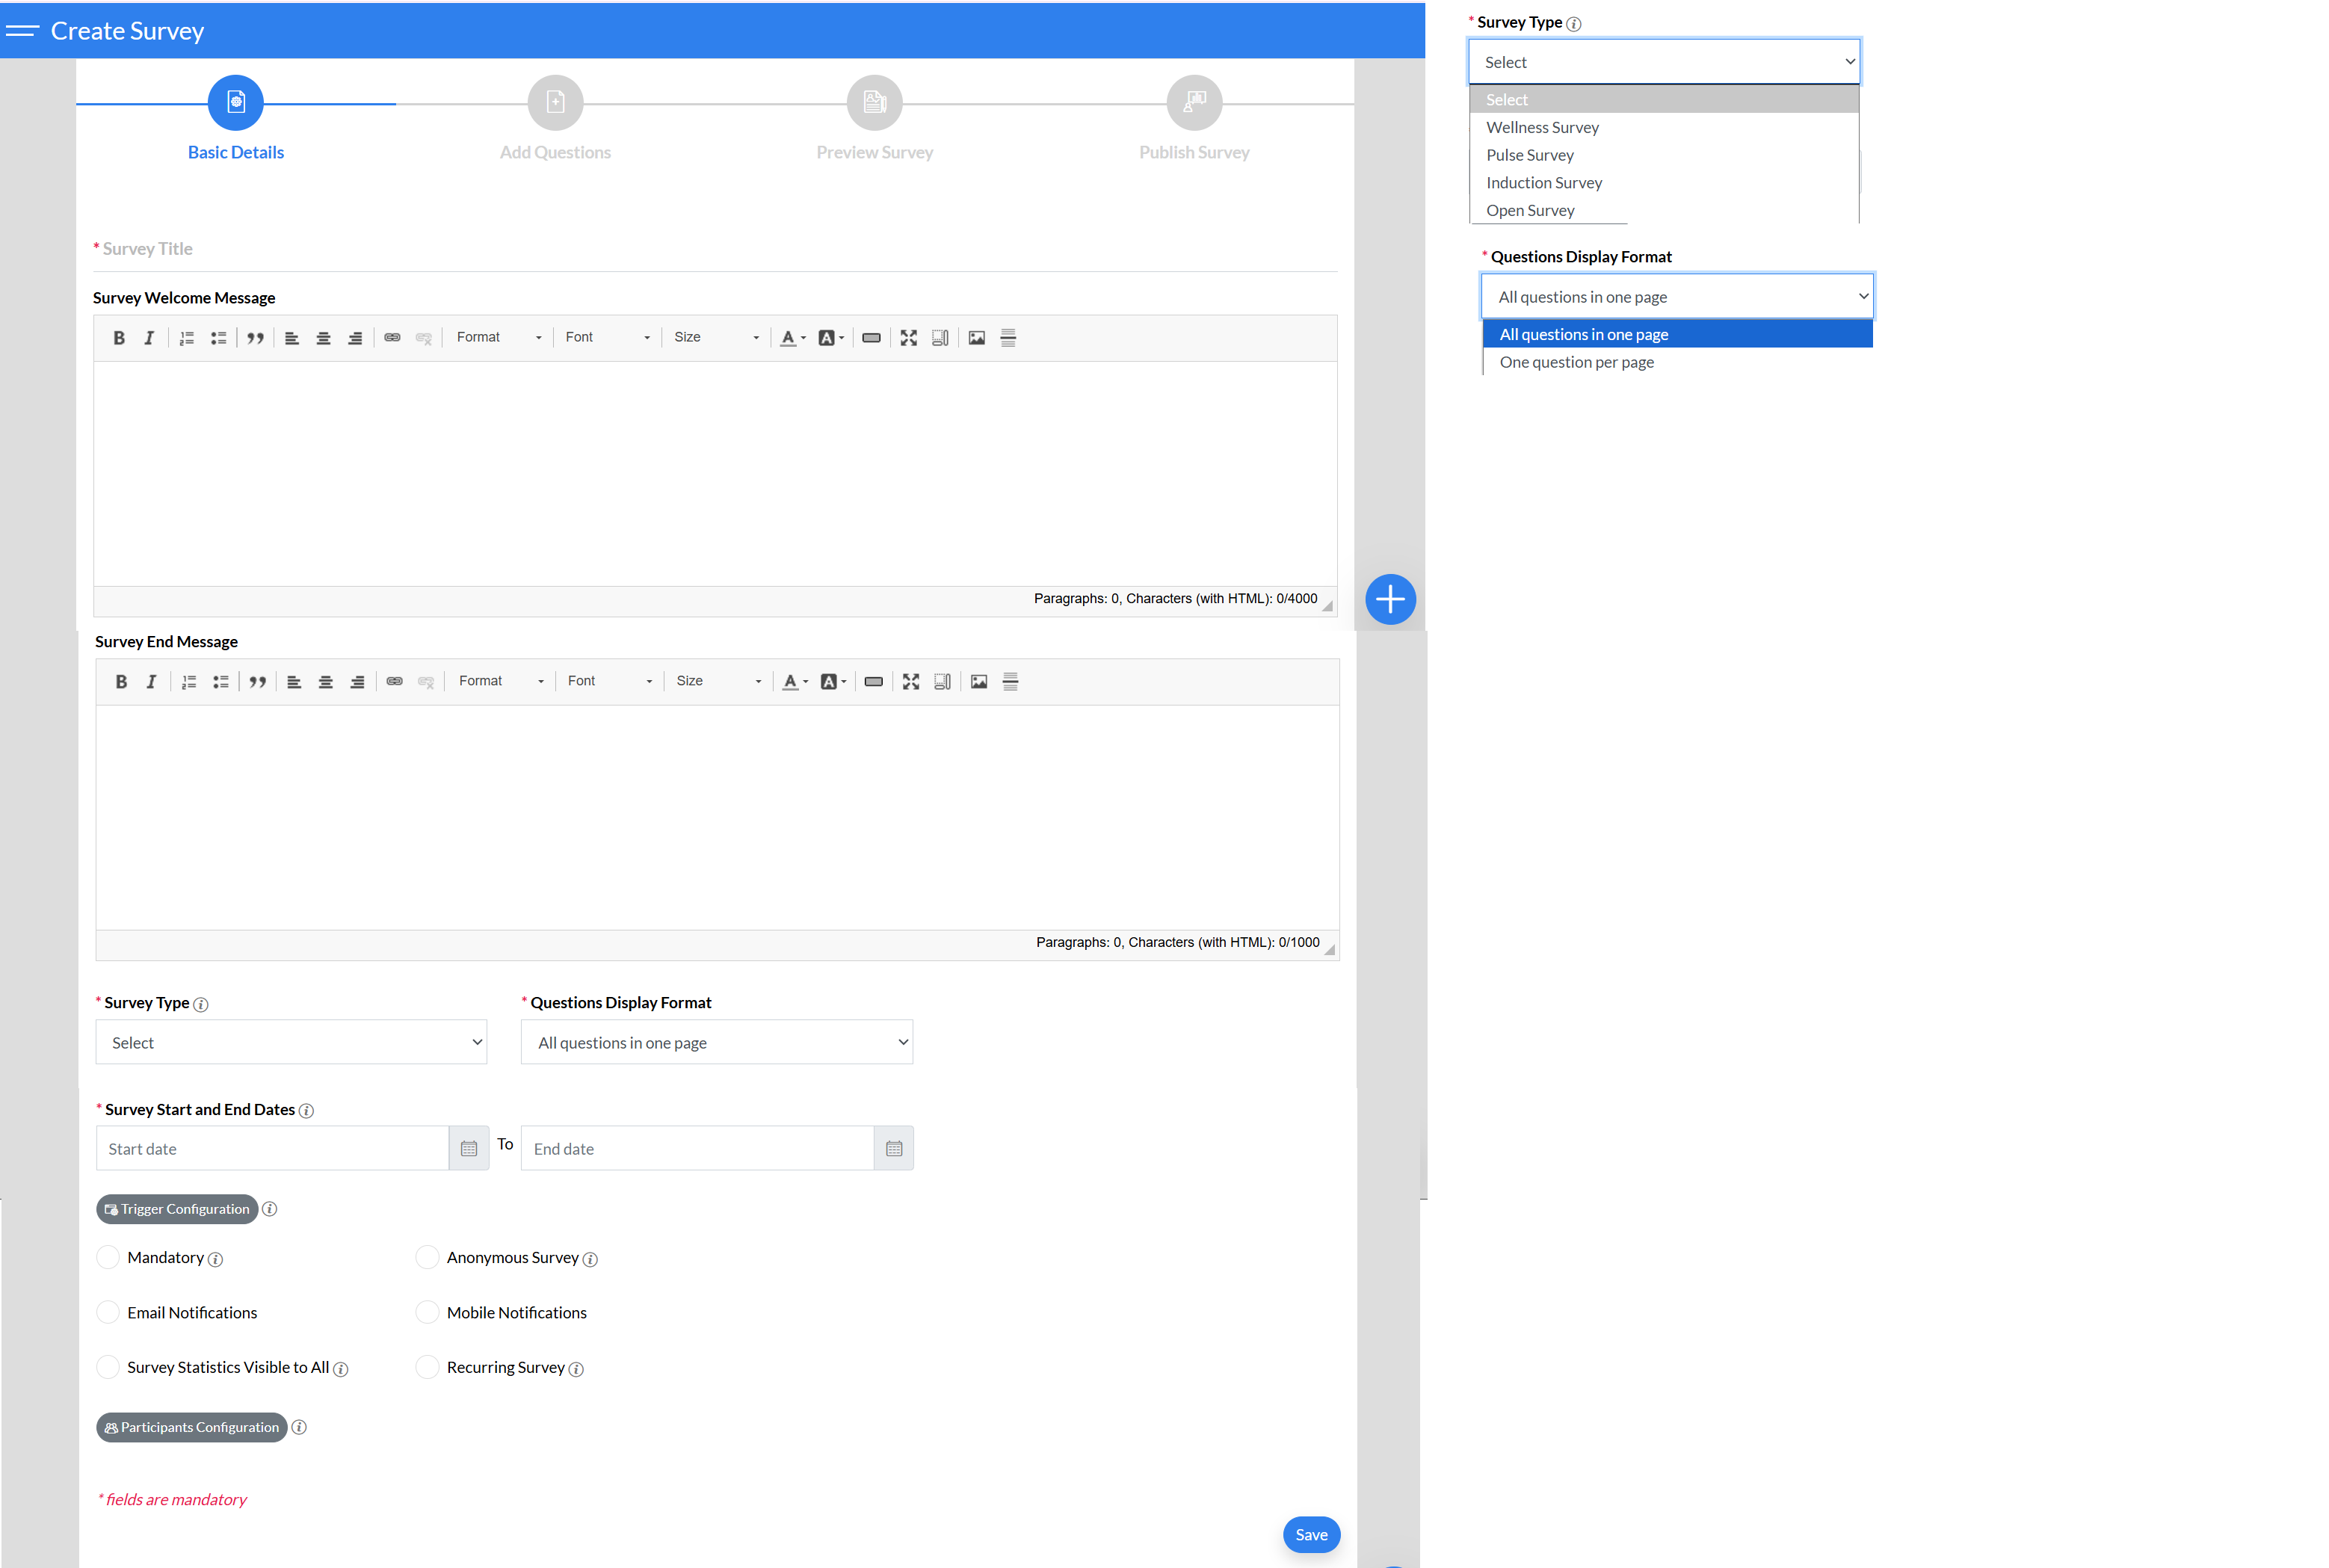 Create Survey
Basic Details
Add Questions
Preview Survey
Publish Survey
* Survey Title
Survey Welcome Message
B I Format Font Size A A
Paragraphs: 0, Characters (with HTML): 0/4000
Survey End Message
B I Format Font Size A A
Paragraphs: 0, Characters (with HTML): 0/1000
* Survey Type i
* Questions Display Format
Select
All questions in one page
* Survey Start and End Dates i
Start date
To
End date
Trigger Configuration i
Mandatory i
Anonymous Survey i
Email Notifications
Mobile Notifications
Survey Statistics Visible to All i
Recurring Survey i
Participants Configuration i
* fields are mandatory
Save
* Survey Type i
Select
Select
Wellness Survey
Pulse Survey
Induction Survey
Open Survey
* Questions Display Format
All questions in one page
All questions in one page
One question per page